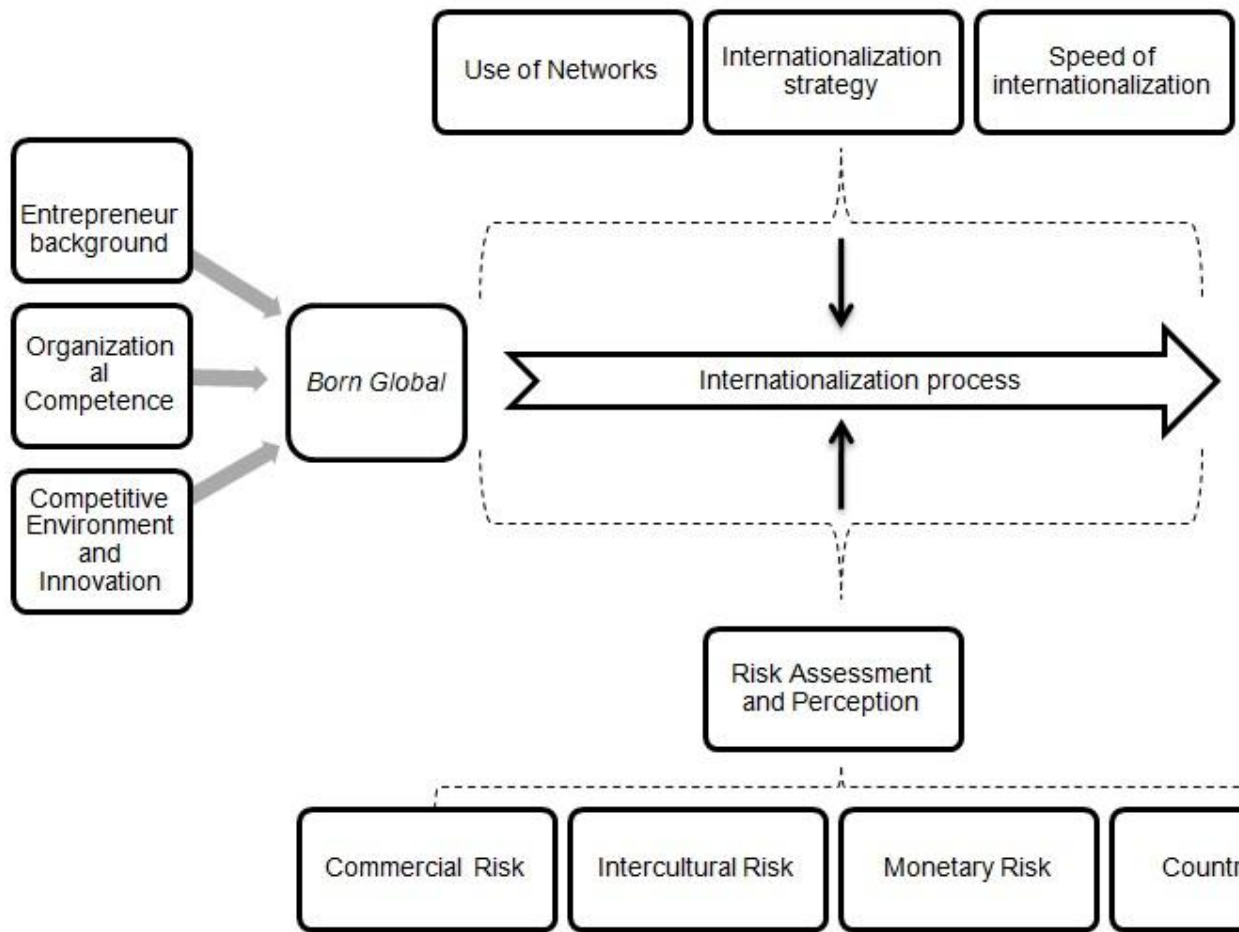 Use of Networks
Internationalization
strategy
Speed of
internationalization
Entrepreneur
background
Organization
al
Competence
Competitive
Environment
and
Innovation
Born Global
Internationalization process
Risk Assessment
and Perception
Commercial Risk
Intercultural Risk
Monetary Risk